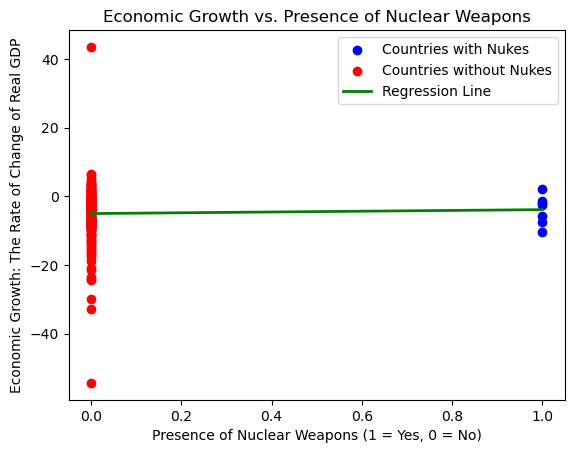 Economic Growth vs. Presence of Nuclear Weapons
Economic Growth: The Rate of Change of Real GDP
40
20
0
−20
−40
Countries with Nukes
Countries without Nukes
Regression Line
0.0 0.2 0.4 0.6 0.8 1.0
Presence of Nuclear Weapons (1 = Yes, 0 = No)